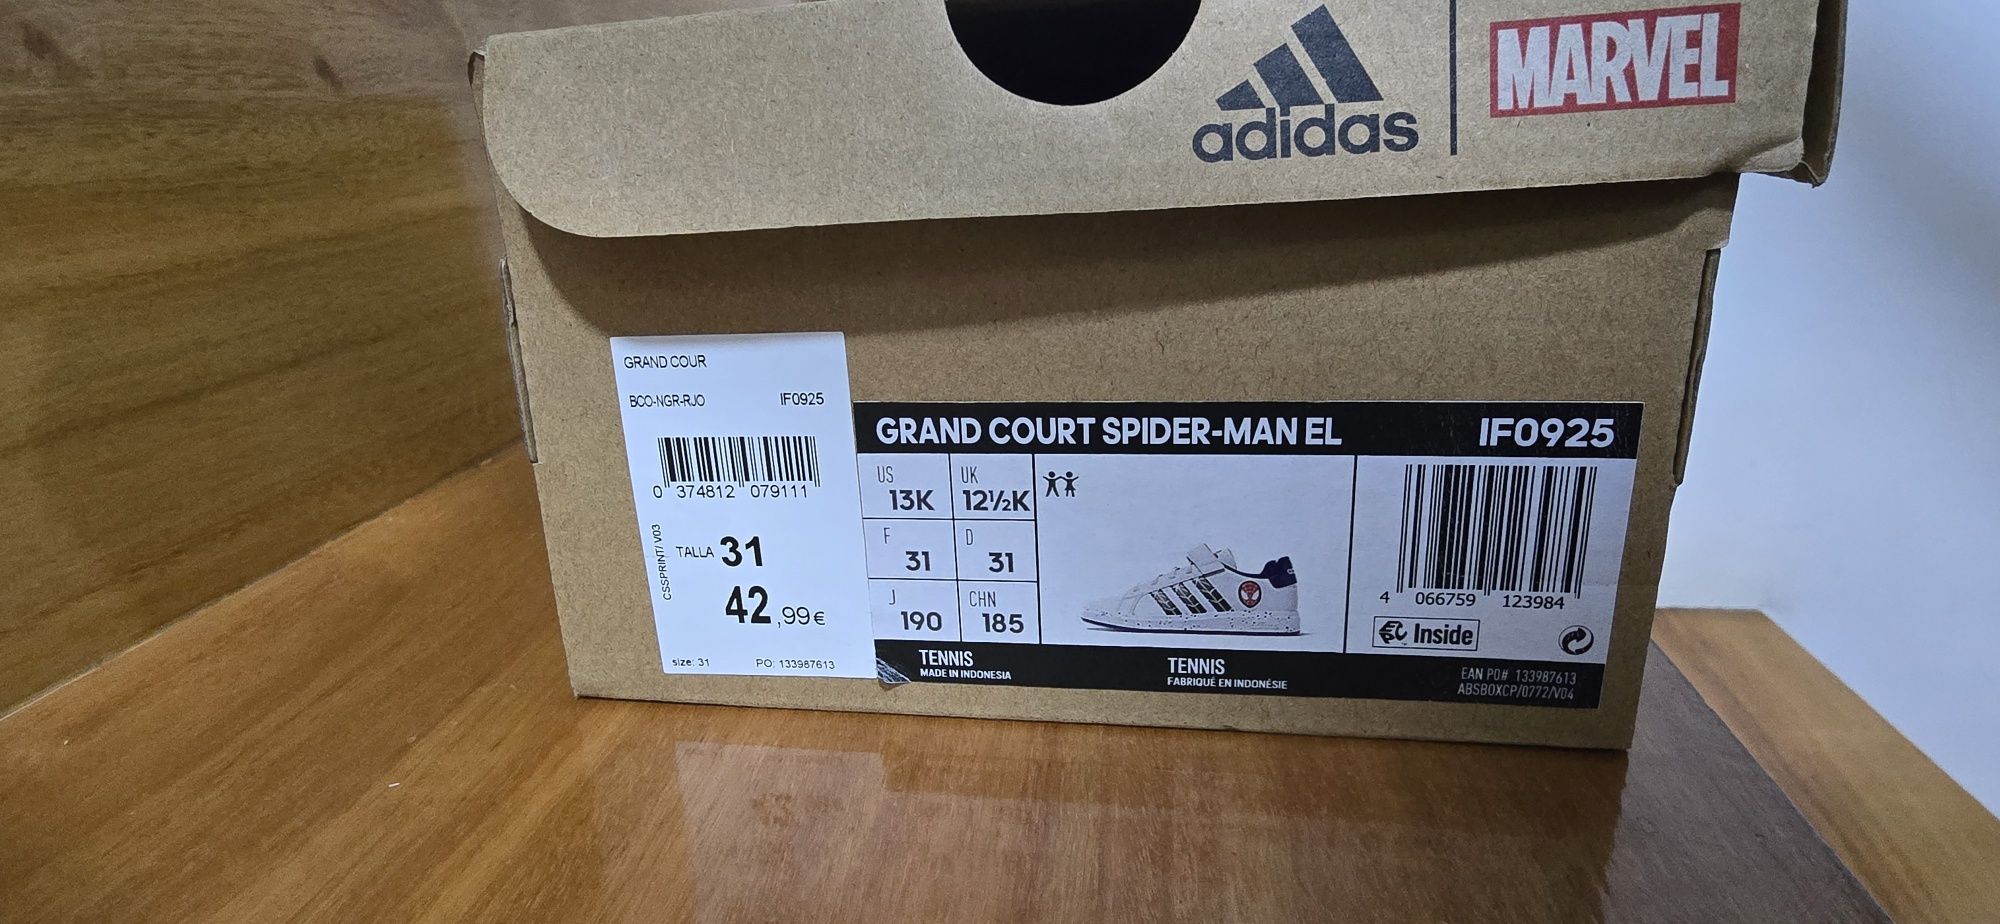 adidas
MARVEL
GRAND COUR
BCO-NGR-RJO IF0925
0 374812 079111
CSSPRINT/V03
TALLA 31
42,99€
size: 31 PO: 133987613
GRAND COURT SPIDER-MAN EL IF0925
US 13K UK 12½K
F 31 D 31
J 190 CHN 185
4 066759 123984
EC Inside
TENNIS
MADE IN INDONESIA
TENNIS
FABRIQUÉ EN INDONÉSIE
EAN PO# 133987613
ABSBOXCP/0772/V04